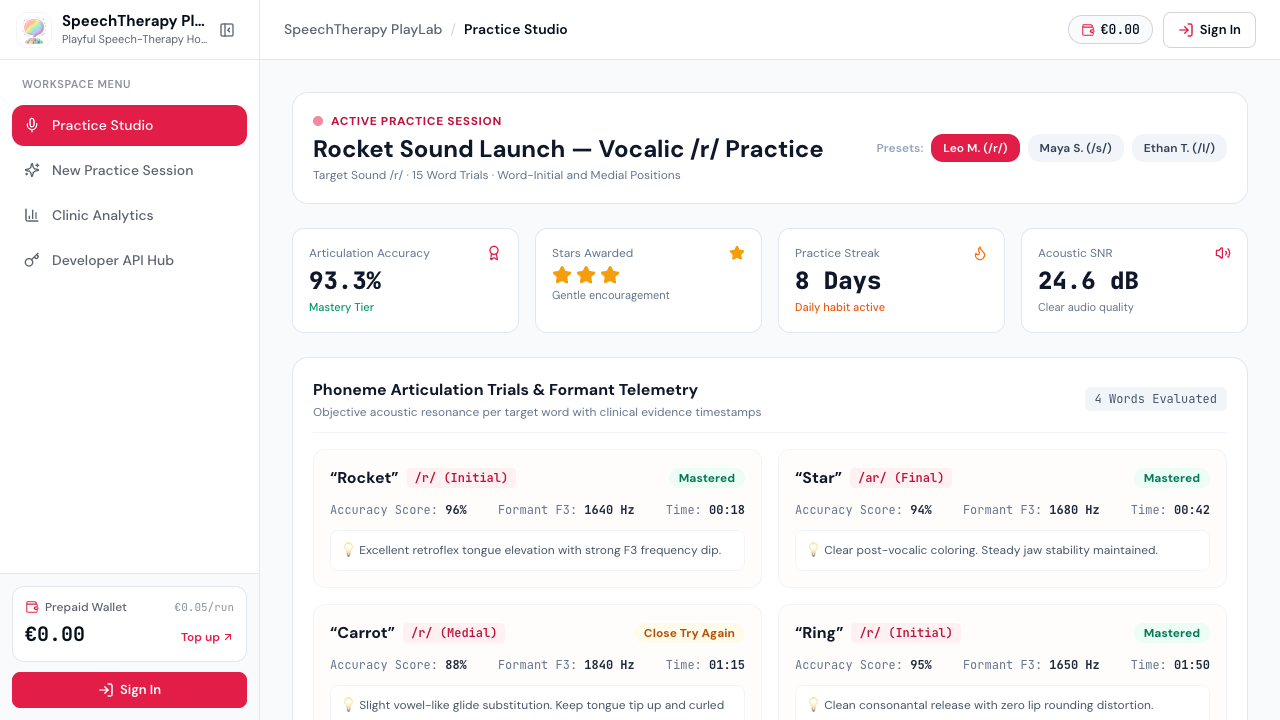 SpeechTherapy Pl...
Playful Speech-Therapy Ho...
WORKSPACE MENU
Practice Studio
New Practice Session
Clinic Analytics
Developer API Hub
Prepaid Wallet
€0.05/run
€0.00
Top up
Sign In
SpeechTherapy PlayLab / Practice Studio
€0.00
Sign In
ACTIVE PRACTICE SESSION
Rocket Sound Launch — Vocalic /r/ Practice
Target Sound /r/ · 15 Word Trials · Word-Initial and Medial Positions
Presets: Leo M. (/r/) Maya S. (/s/) Ethan T. (/l/)
Articulation Accuracy
93.3%
Mastery Tier
Stars Awarded
Gentle encouragement
Practice Streak
8 Days
Daily habit active
Acoustic SNR
24.6 dB
Clear audio quality
Phoneme Articulation Trials & Formant Telemetry
Objective acoustic resonance per target word with clinical evidence timestamps
4 Words Evaluated
“Rocket” /r/ (Initial) Mastered
Accuracy Score: 96% Formant F3: 1640 Hz Time: 00:18
Excellent retroflex tongue elevation with strong F3 frequency dip.
“Star” /ar/ (Final) Mastered
Accuracy Score: 94% Formant F3: 1680 Hz Time: 00:42
Clear post-vocalic coloring. Steady jaw stability maintained.
“Carrot” /r/ (Medial) Close Try Again
Accuracy Score: 88% Formant F3: 1840 Hz Time: 01:15
Slight vowel-like glide substitution. Keep tongue tip up and curled
“Ring” /r/ (Initial) Mastered
Accuracy Score: 95% Formant F3: 1650 Hz Time: 01:50
Clean consonantal release with zero lip rounding distortion.